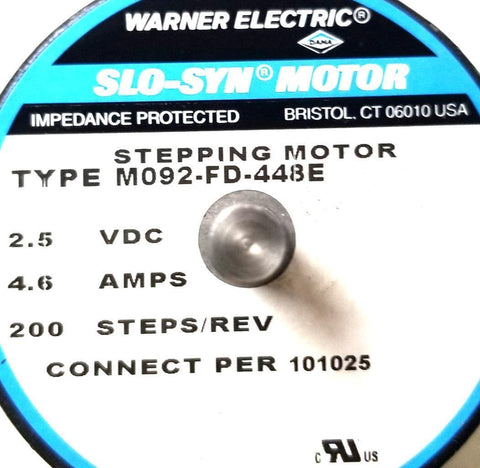 WARNER ELECTRIC®
DANA
SLO-SYN® MOTOR
IMPEDANCE PROTECTED BRISTOL, CT 06010 USA
STEPPING MOTOR
TYPE M092-FD-448E
2.5 VDC
4.6 AMPS
200 STEPS/REV
CONNECT PER 101025
c RU US